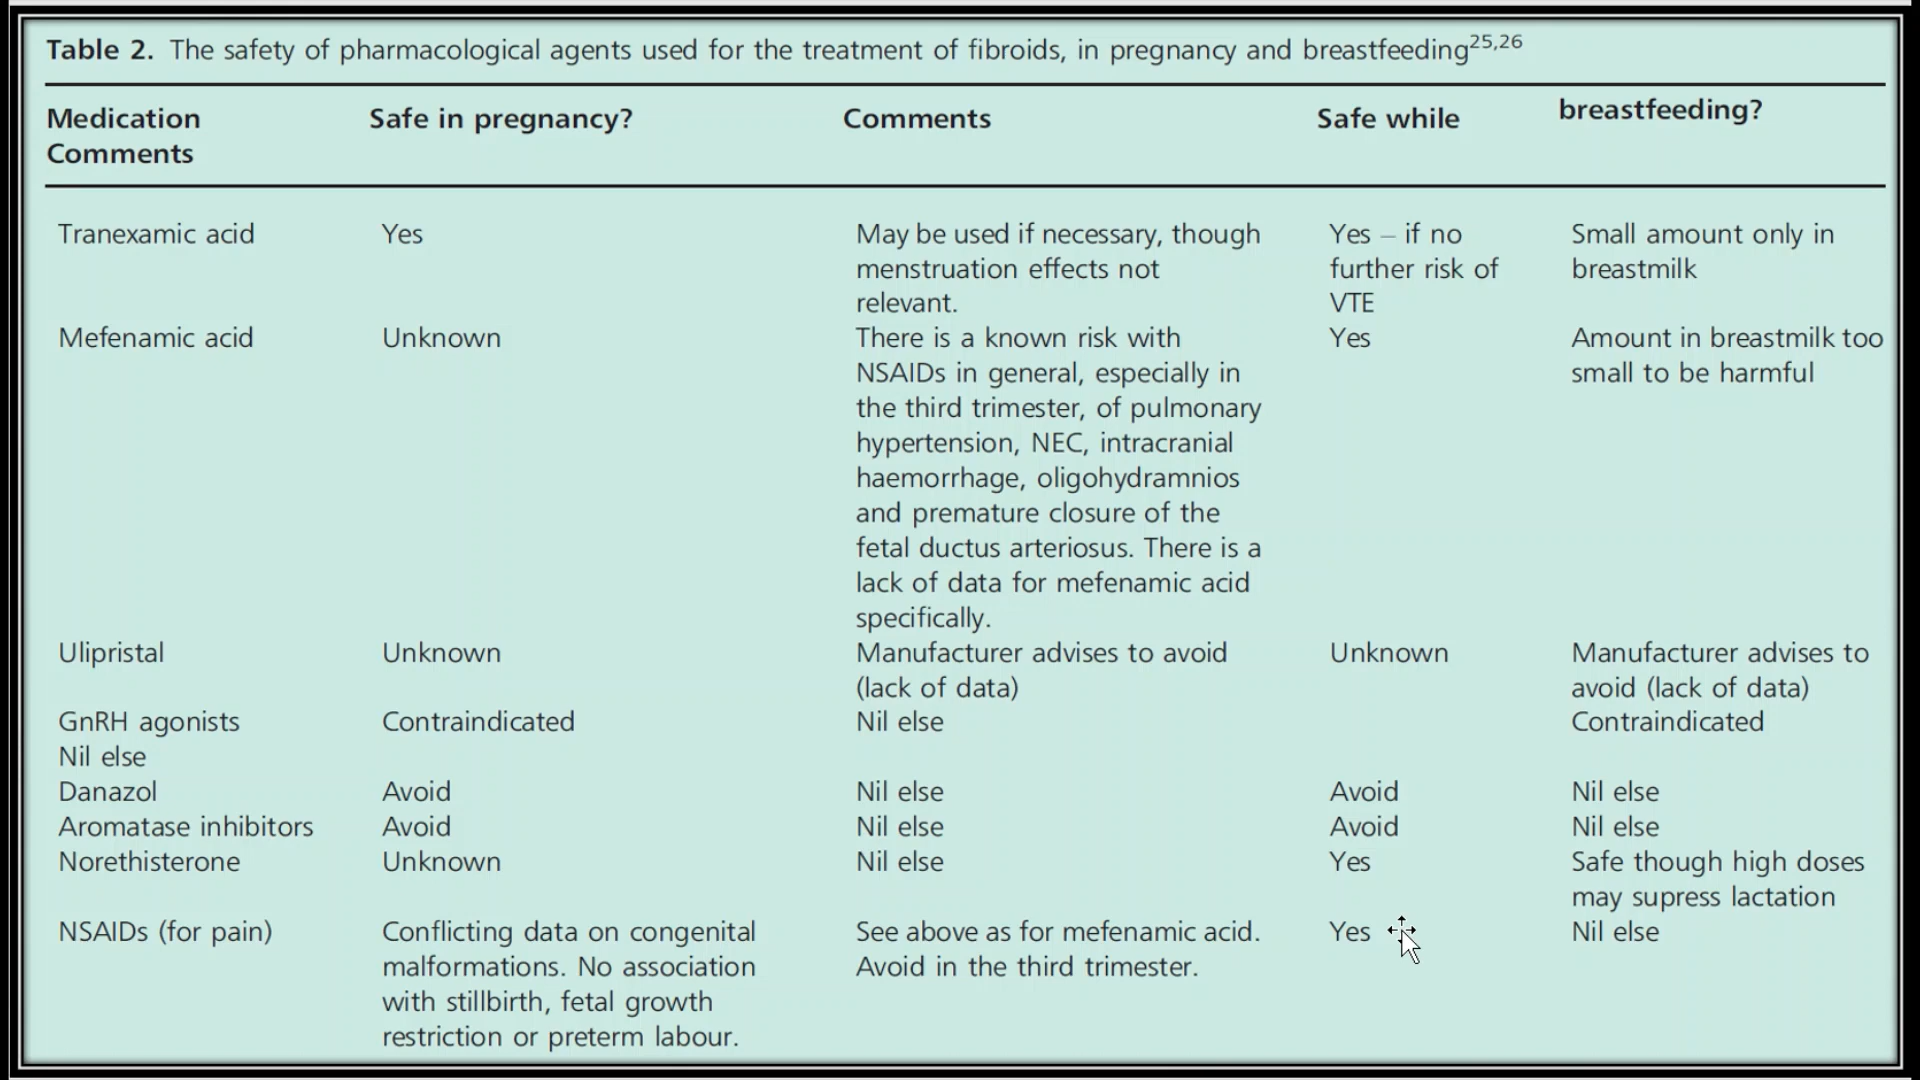 Table 2. The safety of pharmacological agents used for the treatment of fibroids, in pregnancy and breastfeeding25,26
Medication Safe in pregnancy? Comments Safe while breastfeeding?
Comments
Tranexamic acid Yes May be used if necessary, though Yes – if no Small amount only in
menstruation effects not further risk of breastmilk
relevant. VTE
Mefenamic acid Unknown There is a known risk with Yes Amount in breastmilk too
NSAIDs in general, especially in small to be harmful
the third trimester, of pulmonary
hypertension, NEC, intracranial
haemorrhage, oligohydramnios
and premature closure of the
fetal ductus arteriosus. There is a
lack of data for mefenamic acid
specifically.
Ulipristal Unknown Manufacturer advises to avoid Unknown Manufacturer advises to
(lack of data) avoid (lack of data)
GnRH agonists Contraindicated Nil else Contraindicated
Nil else
Danazol Avoid Nil else Avoid Nil else
Aromatase inhibitors Avoid Nil else Avoid Nil else
Norethisterone Unknown Nil else Yes Safe though high doses
may supress lactation
NSAIDs (for pain) Conflicting data on congenital See above as for mefenamic acid. Yes Nil else
malformations. No association Avoid in the third trimester.
with stillbirth, fetal growth
restriction or preterm labour.